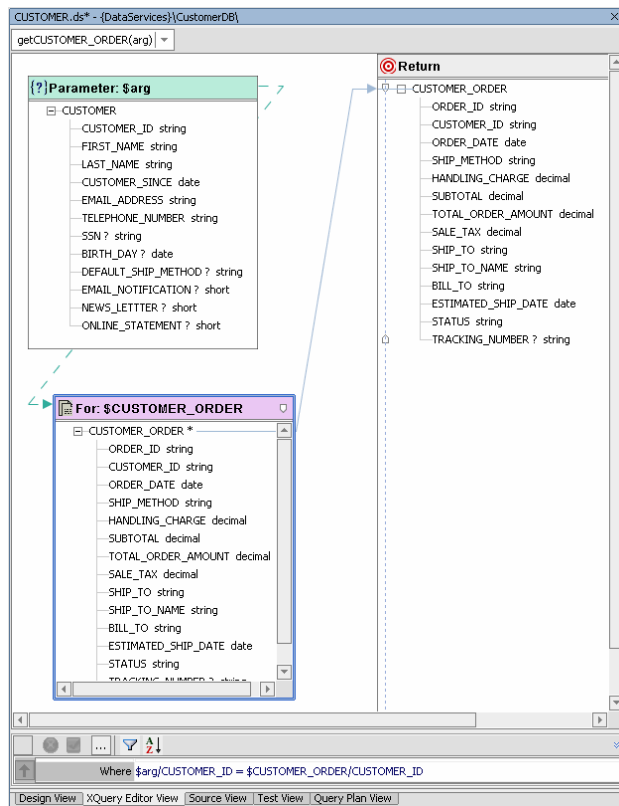 CUSTOMER.ds* - {DataServices}\CustomerDB\
getCUSTOMER_ORDER(arg)
{?} Parameter: $arg
CUSTOMER
CUSTOMER_ID string
FIRST_NAME string
LAST_NAME string
CUSTOMER_SINCE date
EMAIL_ADDRESS string
TELEPHONE_NUMBER string
SSN ? string
BIRTH_DAY ? date
DEFAULT_SHIP_METHOD ? string
EMAIL_NOTIFICATION ? short
NEWS_LETTTER ? short
ONLINE_STATEMENT ? short
For: $CUSTOMER_ORDER
CUSTOMER_ORDER *
ORDER_ID string
CUSTOMER_ID string
ORDER_DATE date
SHIP_METHOD string
HANDLING_CHARGE decimal
SUBTOTAL decimal
TOTAL_ORDER_AMOUNT decimal
SALE_TAX decimal
SHIP_TO string
SHIP_TO_NAME string
BILL_TO string
ESTIMATED_SHIP_DATE date
STATUS string
TRACKING_NUMBER ? string
Return
CUSTOMER_ORDER
ORDER_ID string
CUSTOMER_ID string
ORDER_DATE date
SHIP_METHOD string
HANDLING_CHARGE decimal
SUBTOTAL decimal
TOTAL_ORDER_AMOUNT decimal
SALE_TAX decimal
SHIP_TO string
SHIP_TO_NAME string
BILL_TO string
ESTIMATED_SHIP_DATE date
STATUS string
TRACKING_NUMBER ? string
... A Z
Where $arg/CUSTOMER_ID = $CUSTOMER_ORDER/CUSTOMER_ID
Design View XQuery Editor View Source View Test View Query Plan View